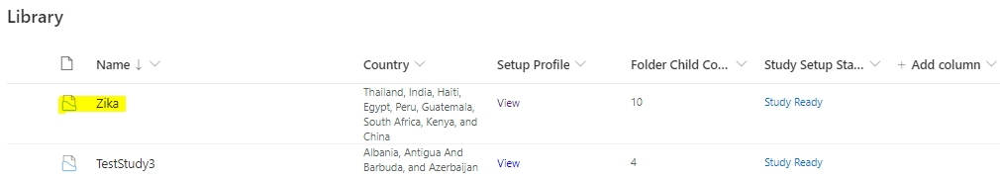 Library
Name ↓ Country Setup Profile Folder Child Co... Study Setup Sta... + Add column
Zika Thailand, India, Haiti, Egypt, Peru, Guatemala, South Africa, Kenya, and China View 10 Study Ready
TestStudy3 Albania, Antigua And Barbuda, and Azerbaijan View 4 Study Ready